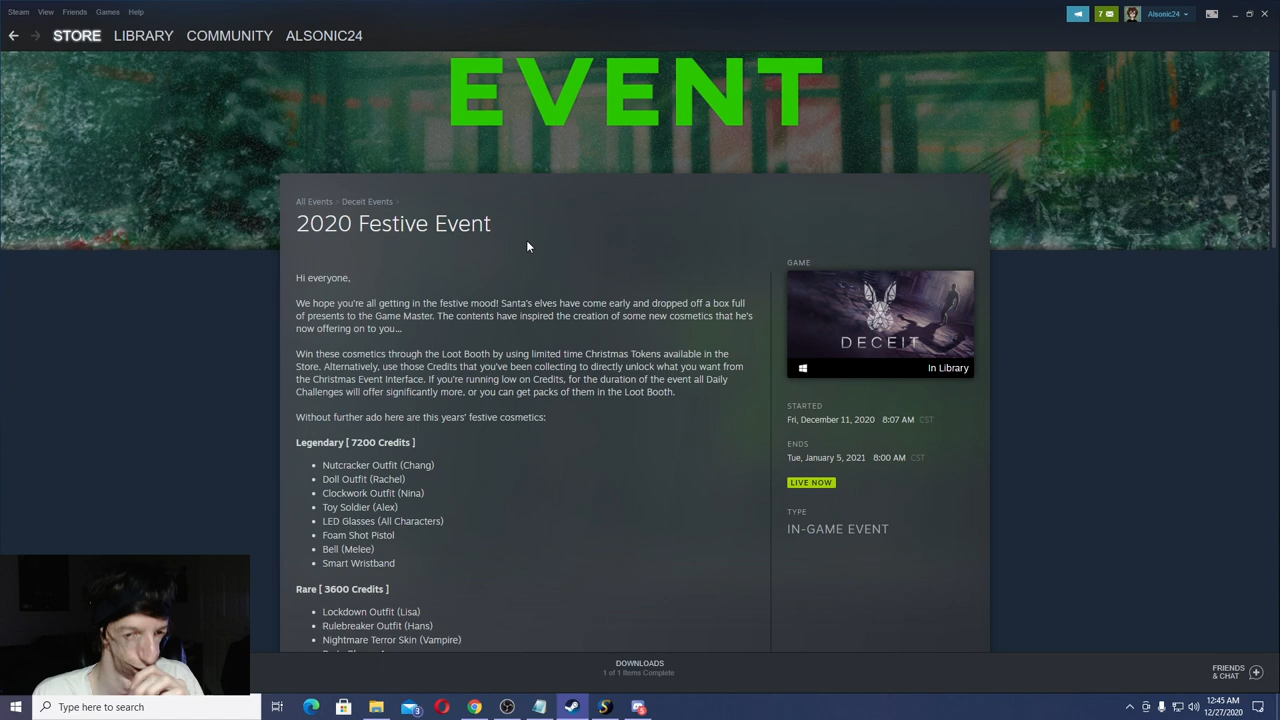 Steam View Friends Games Help
7
Alsonic24
STORE LIBRARY COMMUNITY ALSONIC24
EVENT
All Events > Deceit Events >
2020 Festive Event
Hi everyone,
We hope you're all getting in the festive mood! Santa's elves have come early and dropped off a box full
of presents to the Game Master. The contents have inspired the creation of some new cosmetics that he's
now offering on to you...
Win these cosmetics through the Loot Booth by using limited time Christmas Tokens available in the
Store. Alternatively, use those Credits that you've been collecting to directly unlock what you want from
the Christmas Event Interface. If you're running low on Credits, for the duration of the event all Daily
Challenges will offer significantly more, or you can get packs of them in the Loot Booth.
Without further ado here are this years' festive cosmetics:
Legendary [ 7200 Credits ]
• Nutcracker Outfit (Chang)
• Doll Outfit (Rachel)
• Clockwork Outfit (Nina)
• Toy Soldier (Alex)
• LED Glasses (All Characters)
• Foam Shot Pistol
• Bell (Melee)
• Smart Wristband
Rare [ 3600 Credits ]
• Lockdown Outfit (Lisa)
• Rulebreaker Outfit (Hans)
• Nightmare Terror Skin (Vampire)
GAME
DECEIT
In Library
STARTED
Fri, December 11, 2020 8:07 AM CST
ENDS
Tue, January 5, 2021 8:00 AM CST
LIVE NOW
TYPE
IN-GAME EVENT
DOWNLOADS
1 of 1 Items Complete
FRIENDS
& CHAT
Type here to search
3
5
12:45 AM
12/27/2020